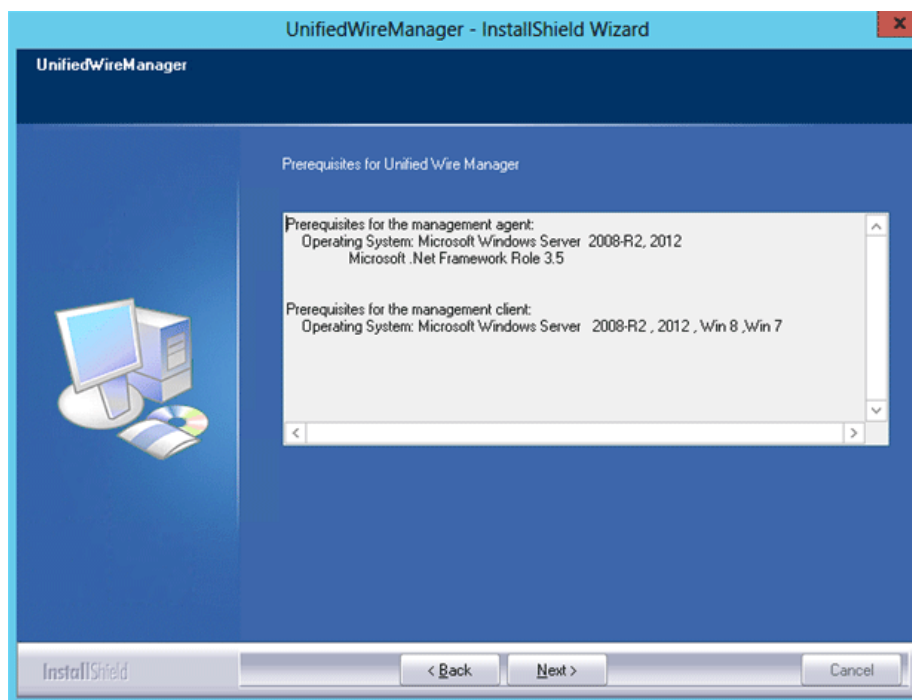 UnifiedWireManager - InstallShield Wizard
x
UnifiedWireManager
Prerequisites for Unified Wire Manager
Prerequisites for the management agent:
Operating System: Microsoft Windows Server 2008-R2, 2012
Microsoft .Net Framework Role 3.5
Prerequisites for the management client:
Operating System: Microsoft Windows Server 2008-R2 , 2012 , Win 8 ,Win 7
InstallShield
< Back
Next >
Cancel